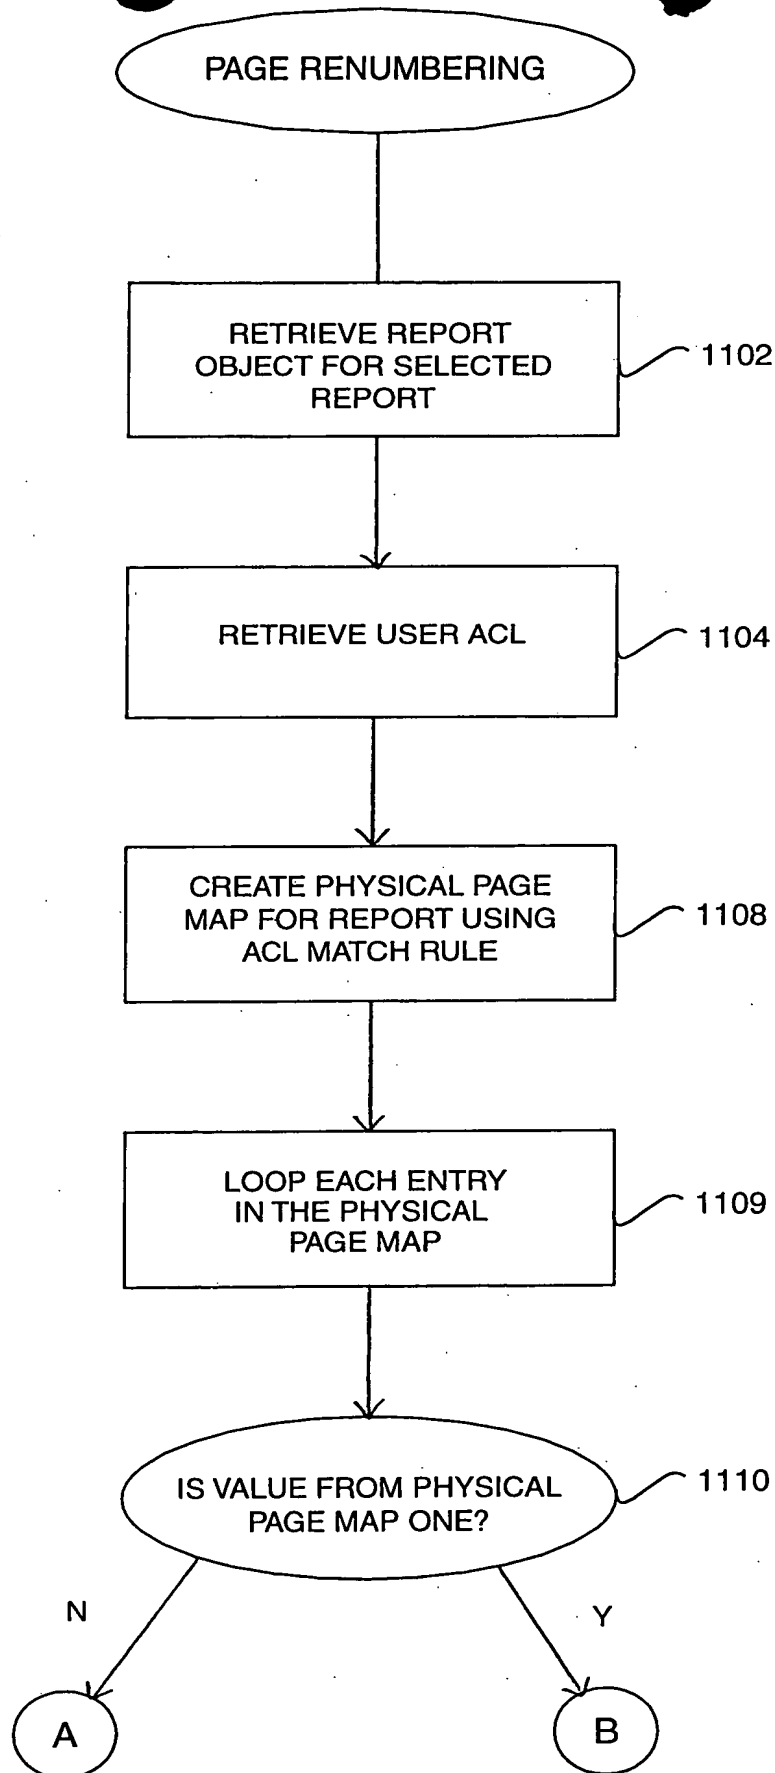 PAGE RENUMBERING
RETRIEVE REPORT
OBJECT FOR SELECTED
REPORT
1102
RETRIEVE USER ACL
1104
CREATE PHYSICAL PAGE
MAP FOR REPORT USING
ACL MATCH RULE
1108
LOOP EACH ENTRY
IN THE PHYSICAL
PAGE MAP
1109
IS VALUE FROM PHYSICAL
PAGE MAP ONE?
1110
N
Y
A
B